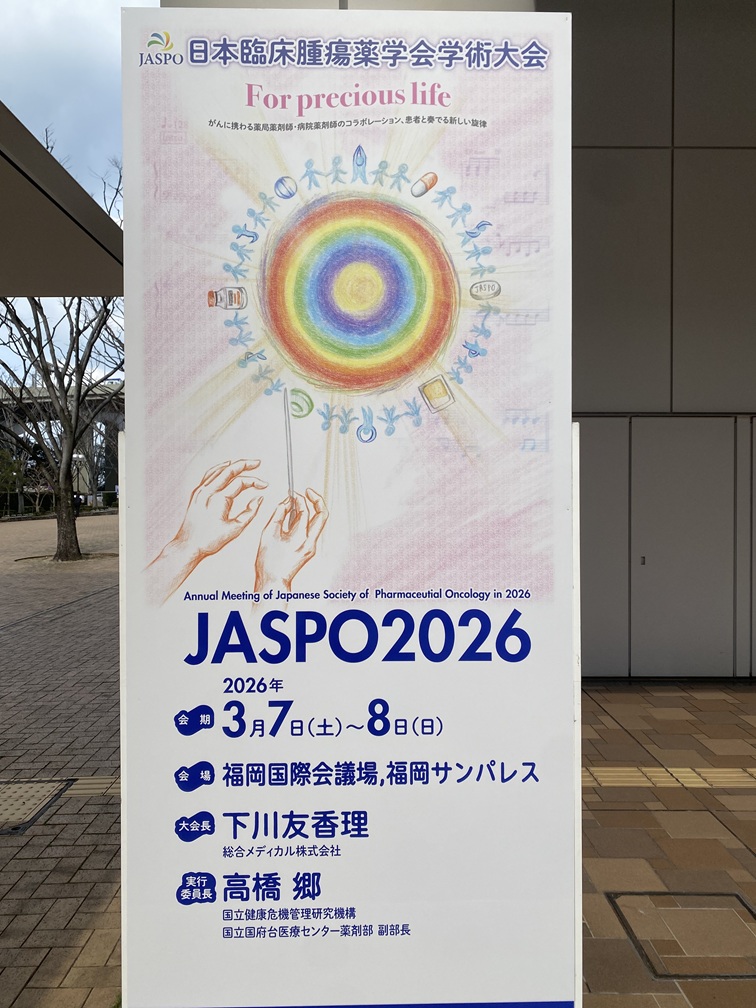 JASPO 日本臨床腫瘍薬学会学術大会
For precious life
がんに携わる薬局薬剤師・病院薬剤師のコラボレーション、患者と奏でる新しい旋律
JASPO
Annual Meeting of Japanese Society of Pharmaceutial Oncology in 2026
JASPO2026
2026年
会期 3月7日(土)~8日(日)
会場 福岡国際会議場,福岡サンパレス
大会長 下川友香理
総合メディカル株式会社
実行
委員長 高橋 郷
国立健康危機管理研究機構
国立国府台医療センター薬剤部 副部長